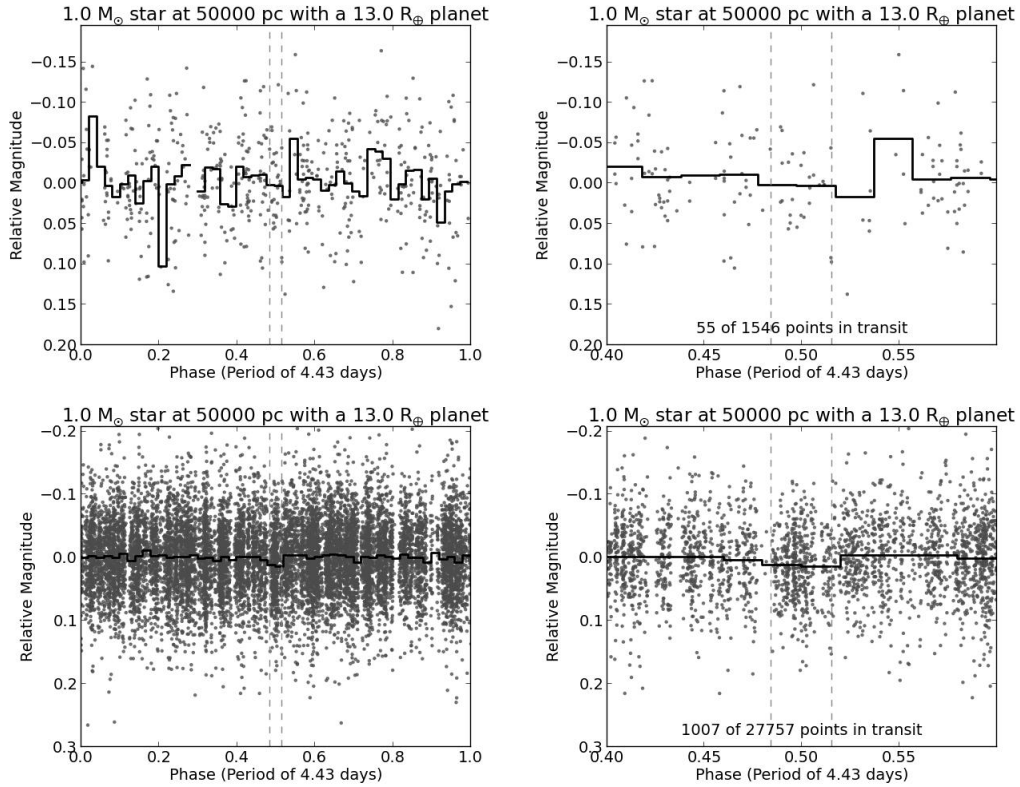 1.0 M☉ star at 50000 pc with a 13.0 R⊕ planet
−0.15
−0.10
−0.05
0.00
0.05
0.10
0.15
0.20
Relative Magnitude
0.0 0.2 0.4 0.6 0.8 1.0
Phase (Period of 4.43 days)
1.0 M☉ star at 50000 pc with a 13.0 R⊕ planet
−0.15
−0.10
−0.05
0.00
0.05
0.10
0.15
0.20
Relative Magnitude
55 of 1546 points in transit
0.40 0.45 0.50 0.55
Phase (Period of 4.43 days)
1.0 M☉ star at 50000 pc with a 13.0 R⊕ planet
−0.2
−0.1
0.0
0.1
0.2
0.3
Relative Magnitude
0.0 0.2 0.4 0.6 0.8 1.0
Phase (Period of 4.43 days)
1.0 M☉ star at 50000 pc with a 13.0 R⊕ planet
−0.2
−0.1
0.0
0.1
0.2
0.3
Relative Magnitude
1007 of 27757 points in transit
0.40 0.45 0.50 0.55
Phase (Period of 4.43 days)